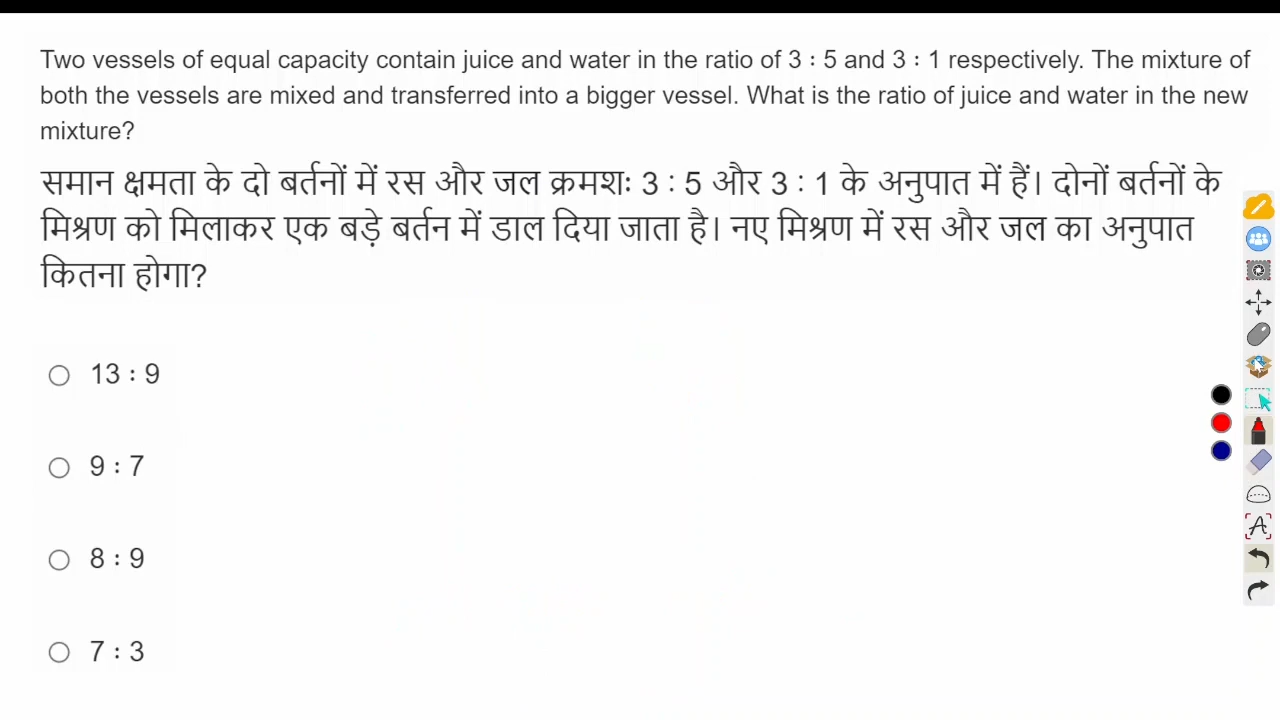 Two vessels of equal capacity contain juice and water in the ratio of 3 : 5 and 3 : 1 respectively. The mixture of
both the vessels are mixed and transferred into a bigger vessel. What is the ratio of juice and water in the new
mixture?
समान क्षमता के दो बर्तनों में रस और जल क्रमशः 3 : 5 और 3 : 1 के अनुपात में हैं। दोनों बर्तनों के
मिश्रण को मिलाकर एक बड़े बर्तन में डाल दिया जाता है। नए मिश्रण में रस और जल का अनुपात
कितना होगा?
13 : 9
9 : 7
8 : 9
7 : 3